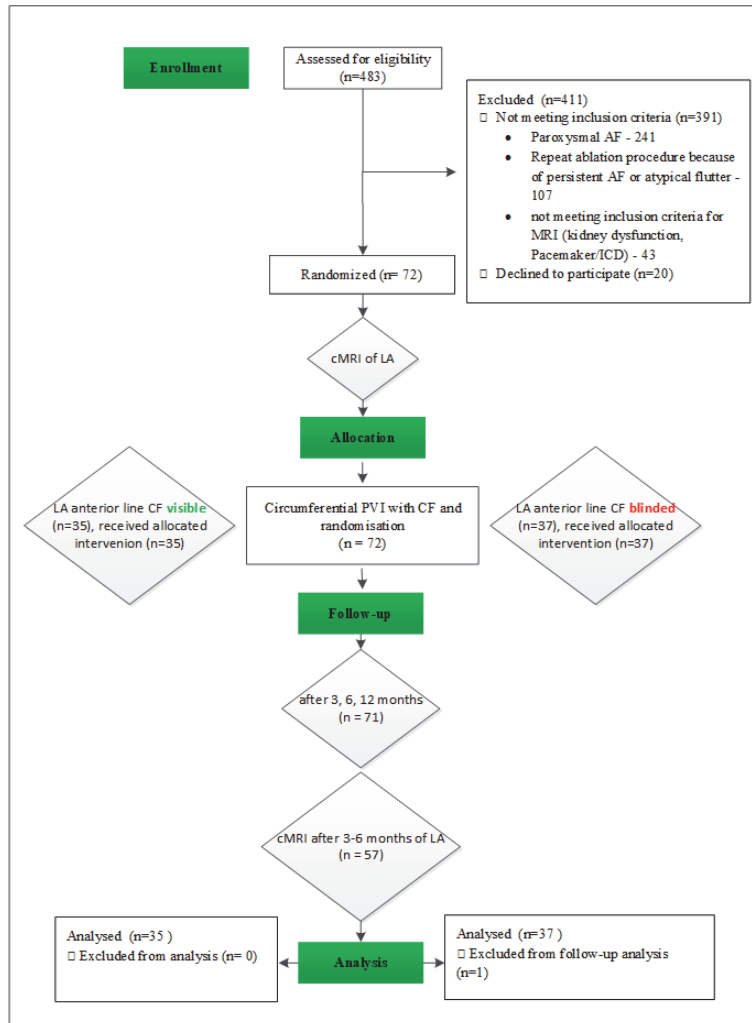 Enrollment
Assessed for eligibility
(n=483)
Excluded (n=411)
☐ Not meeting inclusion criteria (n=391)
• Paroxysmal AF - 241
• Repeat ablation procedure because
of persistent AF or atypical flutter -
107
• not meeting inclusion criteria for
MRI (kidney dysfunction,
Pacemaker/ICD) - 43
☐ Declined to participate (n=20)
Randomized (n= 72)
cMRI of LA
Allocation
LA anterior line CF visible
(n=35), received allocated
intervenion (n=35)
Circumferential PVI with CF and
randomisation
(n = 72)
LA anterior line CF blinded
(n=37), received allocated
intervention (n=37)
Follow-up
after 3, 6, 12 months
(n = 71)
cMRI after 3-6 months of LA
(n = 57)
Analysed (n=35 )
☐ Excluded from analysis (n= 0)
Analysis
Analysed (n=37 )
☐ Excluded from follow-up analysis
(n=1)